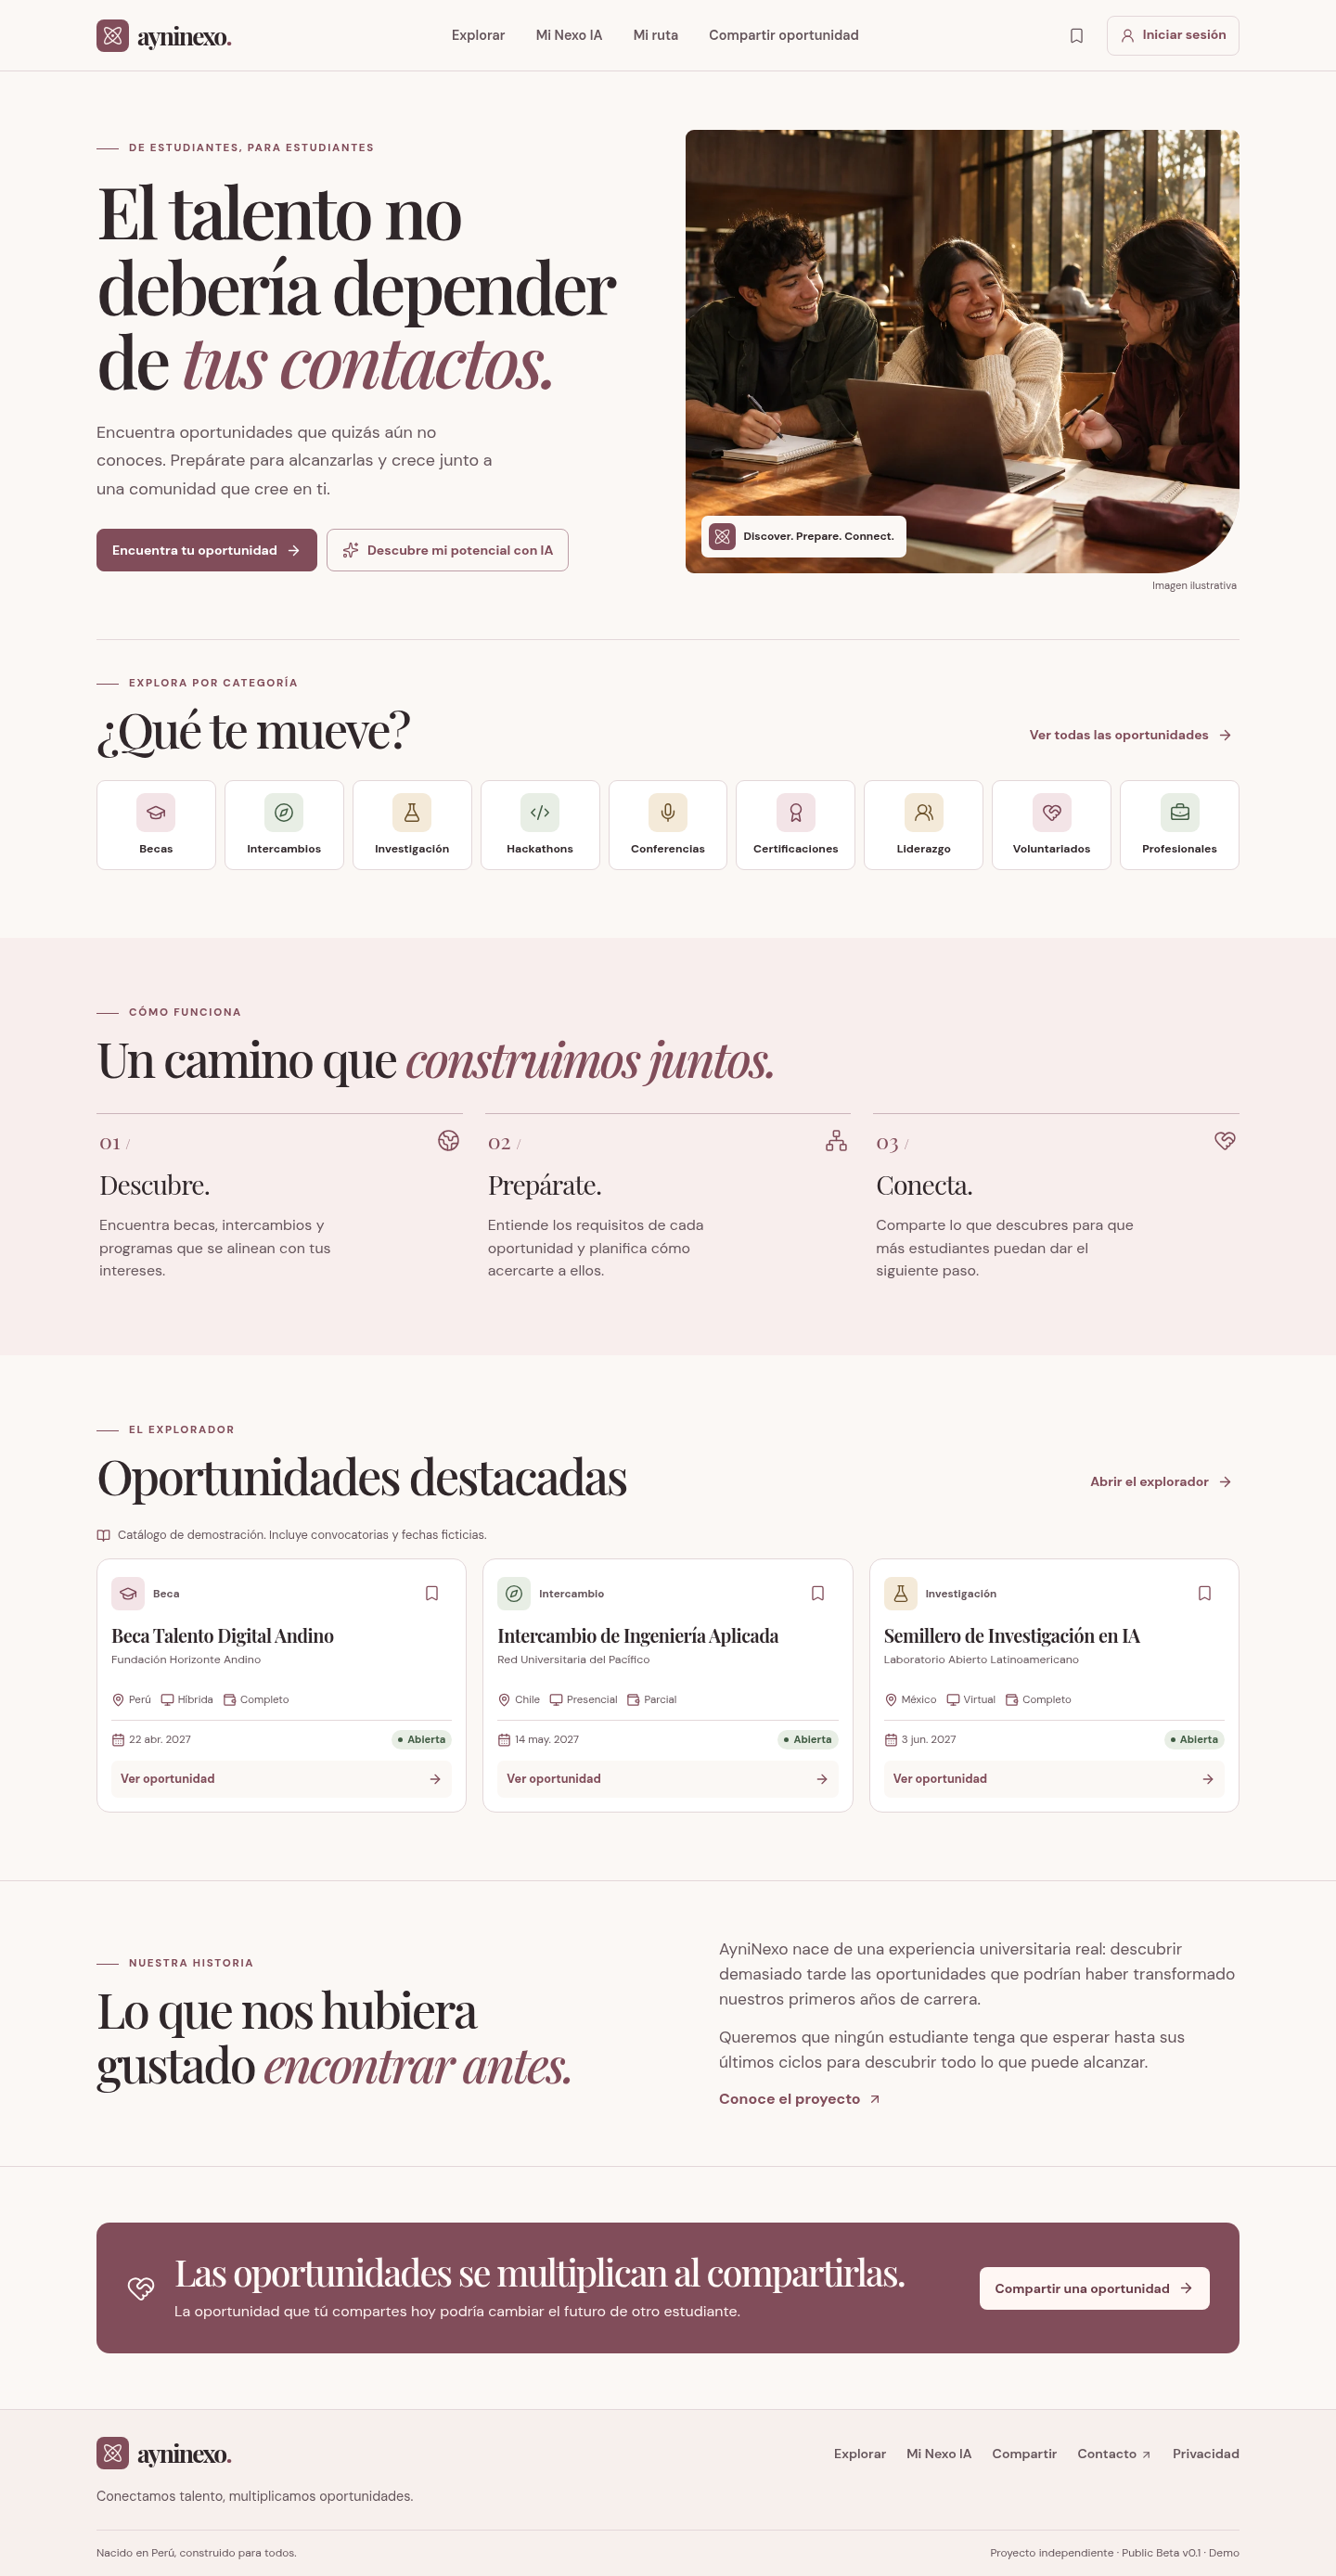 ayninexo.
Explorar
Mi Nexo IA
Mi ruta
Compartir oportunidad
Iniciar sesión
DE ESTUDIANTES, PARA ESTUDIANTES
El talento no
debería depender
de tus contactos.
Encuentra oportunidades que quizás aún no
conoces. Prepárate para alcanzarlas y crece junto a
una comunidad que cree en ti.
Encuentra tu oportunidad
Descubre mi potencial con IA
Discover. Prepare. Connect.
Imagen ilustrativa
EXPLORA POR CATEGORÍA
¿Qué te mueve?
Ver todas las oportunidades
Becas
Intercambios
Investigación
Hackathons
Conferencias
Certificaciones
Liderazgo
Voluntariados
Profesionales
CÓMO FUNCIONA
Un camino que construimos juntos.
01 /
Descubre.
Encuentra becas, intercambios y
programas que se alinean con tus
intereses.
02 /
Prepárate.
Entiende los requisitos de cada
oportunidad y planifica cómo
acercarte a ellos.
03 /
Conecta.
Comparte lo que descubres para que
más estudiantes puedan dar el
siguiente paso.
EL EXPLORADOR
Oportunidades destacadas
Abrir el explorador
Catálogo de demostración. Incluye convocatorias y fechas ficticias.
Beca
Beca Talento Digital Andino
Fundación Horizonte Andino
Perú Híbrida Completo
22 abr. 2027 Abierta
Ver oportunidad
Intercambio
Intercambio de Ingeniería Aplicada
Red Universitaria del Pacífico
Chile Presencial Parcial
14 may. 2027 Abierta
Ver oportunidad
Investigación
Semillero de Investigación en IA
Laboratorio Abierto Latinoamericano
México Virtual Completo
3 jun. 2027 Abierta
Ver oportunidad
NUESTRA HISTORIA
Lo que nos hubiera
gustado encontrar antes.
AyniNexo nace de una experiencia universitaria real: descubrir
demasiado tarde las oportunidades que podrían haber transformado
nuestros primeros años de carrera.
Queremos que ningún estudiante tenga que esperar hasta sus
últimos ciclos para descubrir todo lo que puede alcanzar.
Conoce el proyecto
Las oportunidades se multiplican al compartirlas.
La oportunidad que tú compartes hoy podría cambiar el futuro de otro estudiante.
Compartir una oportunidad
ayninexo.
Explorar
Mi Nexo IA
Compartir
Contacto
Privacidad
Conectamos talento, multiplicamos oportunidades.
Nacido en Perú, construido para todos.
Proyecto independiente · Public Beta v0.1 · Demo